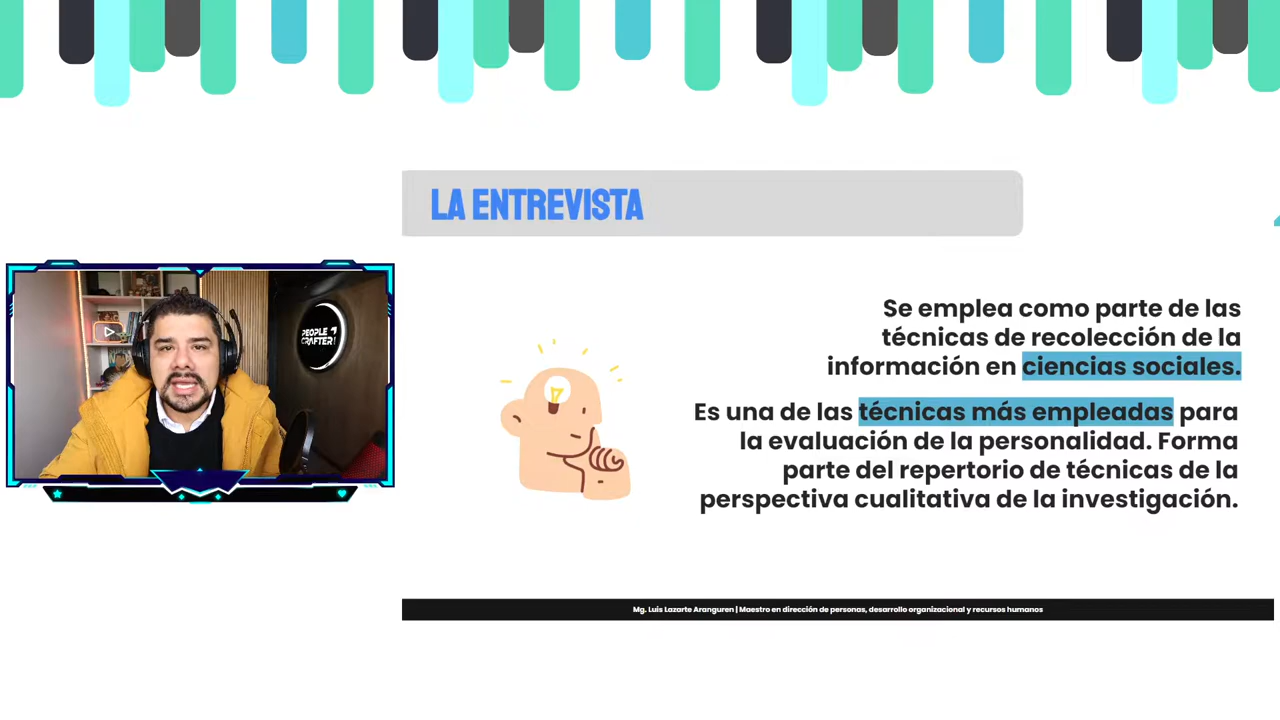 LA ENTREVISTA
Se emplea como parte de las
técnicas de recolección de la
información en ciencias sociales.
Es una de las técnicas más empleadas para
la evaluación de la personalidad. Forma
parte del repertorio de técnicas de la
perspectiva cualitativa de la investigación.
PEOPLE
CRAFTER!
Mg. Luis Lazarte Aranguren | Maestro en dirección de personas, desarrollo organizacional y recursos humanos